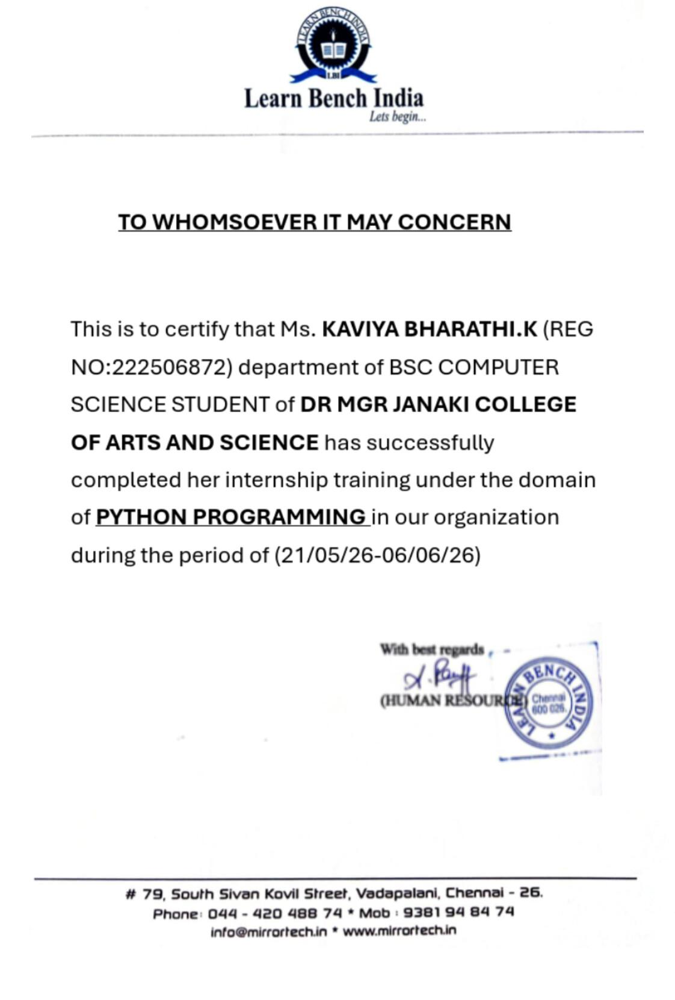 LEARN BENCH INDIA
LBI
Learn Bench India
Lets begin...
TO WHOMSOEVER IT MAY CONCERN
This is to certify that Ms. KAVIYA BHARATHI.K (REG
NO:222506872) department of BSC COMPUTER
SCIENCE STUDENT of DR MGR JANAKI COLLEGE
OF ARTS AND SCIENCE has successfully
completed her internship training under the domain
of PYTHON PROGRAMMING in our organization
during the period of (21/05/26-06/06/26)
With best regards
(HUMAN RESOURCE)
LEARN BENCH INDIA
Chennai
600 026.
# 79, South Sivan Kovil Street, Vadapalani, Chennai - 26.
Phone: 044 - 420 488 74 * Mob : 9381 94 84 74
info@mirrortech.in * www.mirrortech.in